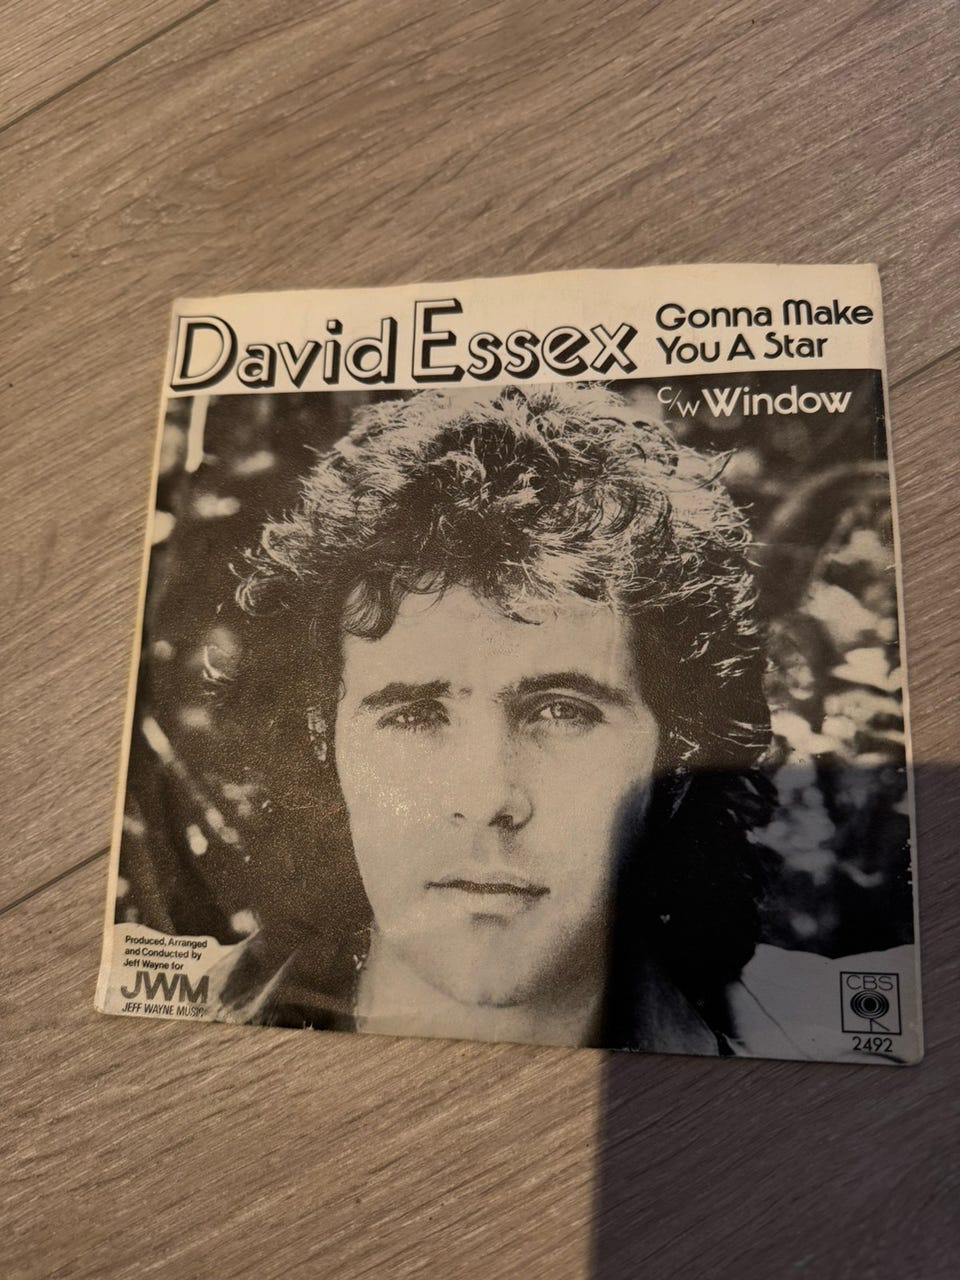 David Essex
Gonna Make
You A Star
c/w Window
Produced, Arranged
and Conducted by
Jeff Wayne for
JWM
JEFF WAYNE MUSIC
CBS
2492